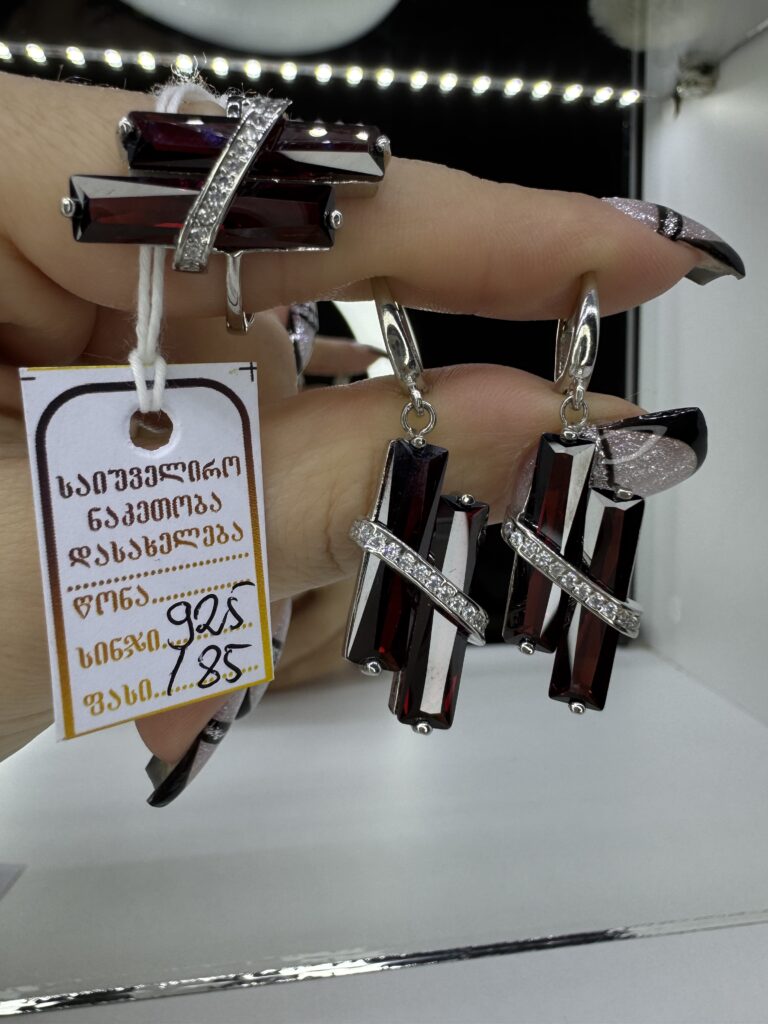 საიუველირო
ნაკეთობა
დასახელება
..............................
წონა..............
სინჯი.....925
ფასი.....185